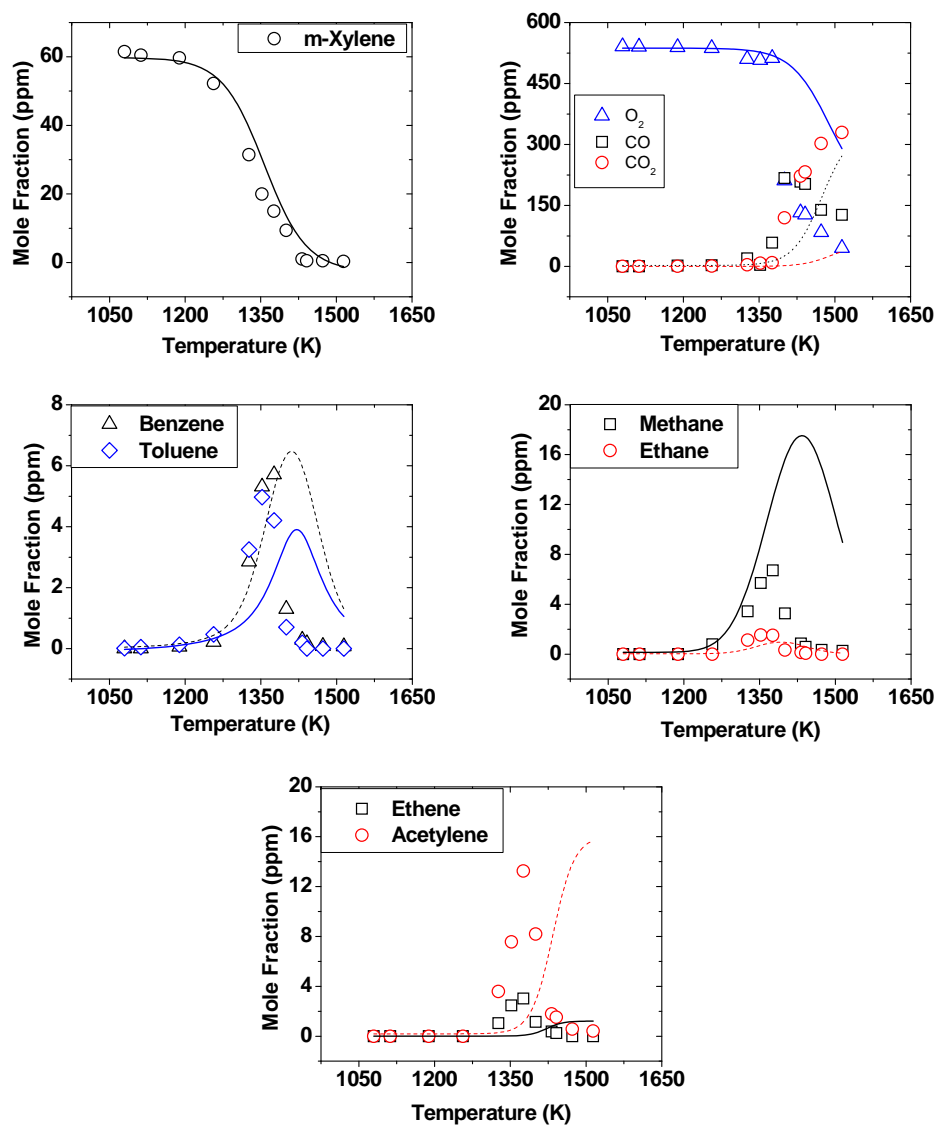 m-Xylene
60
40
20
0
Mole Fraction (ppm)
1050 1200 1350 1500 1650
Temperature (K)
600
450
300
150
0
Mole Fraction (ppm)
O2
CO
CO2
1050 1200 1350 1500 1650
Temperature (K)
Benzene
Toluene
8
6
4
2
0
Mole Fraction (ppm)
1050 1200 1350 1500 1650
Temperature (K)
Methane
Ethane
20
16
12
8
4
0
Mole Fraction (ppm)
1050 1200 1350 1500 1650
Temperature (K)
Ethene
Acetylene
20
16
12
8
4
0
Mole Fraction (ppm)
1050 1200 1350 1500 1650
Temperature (K)